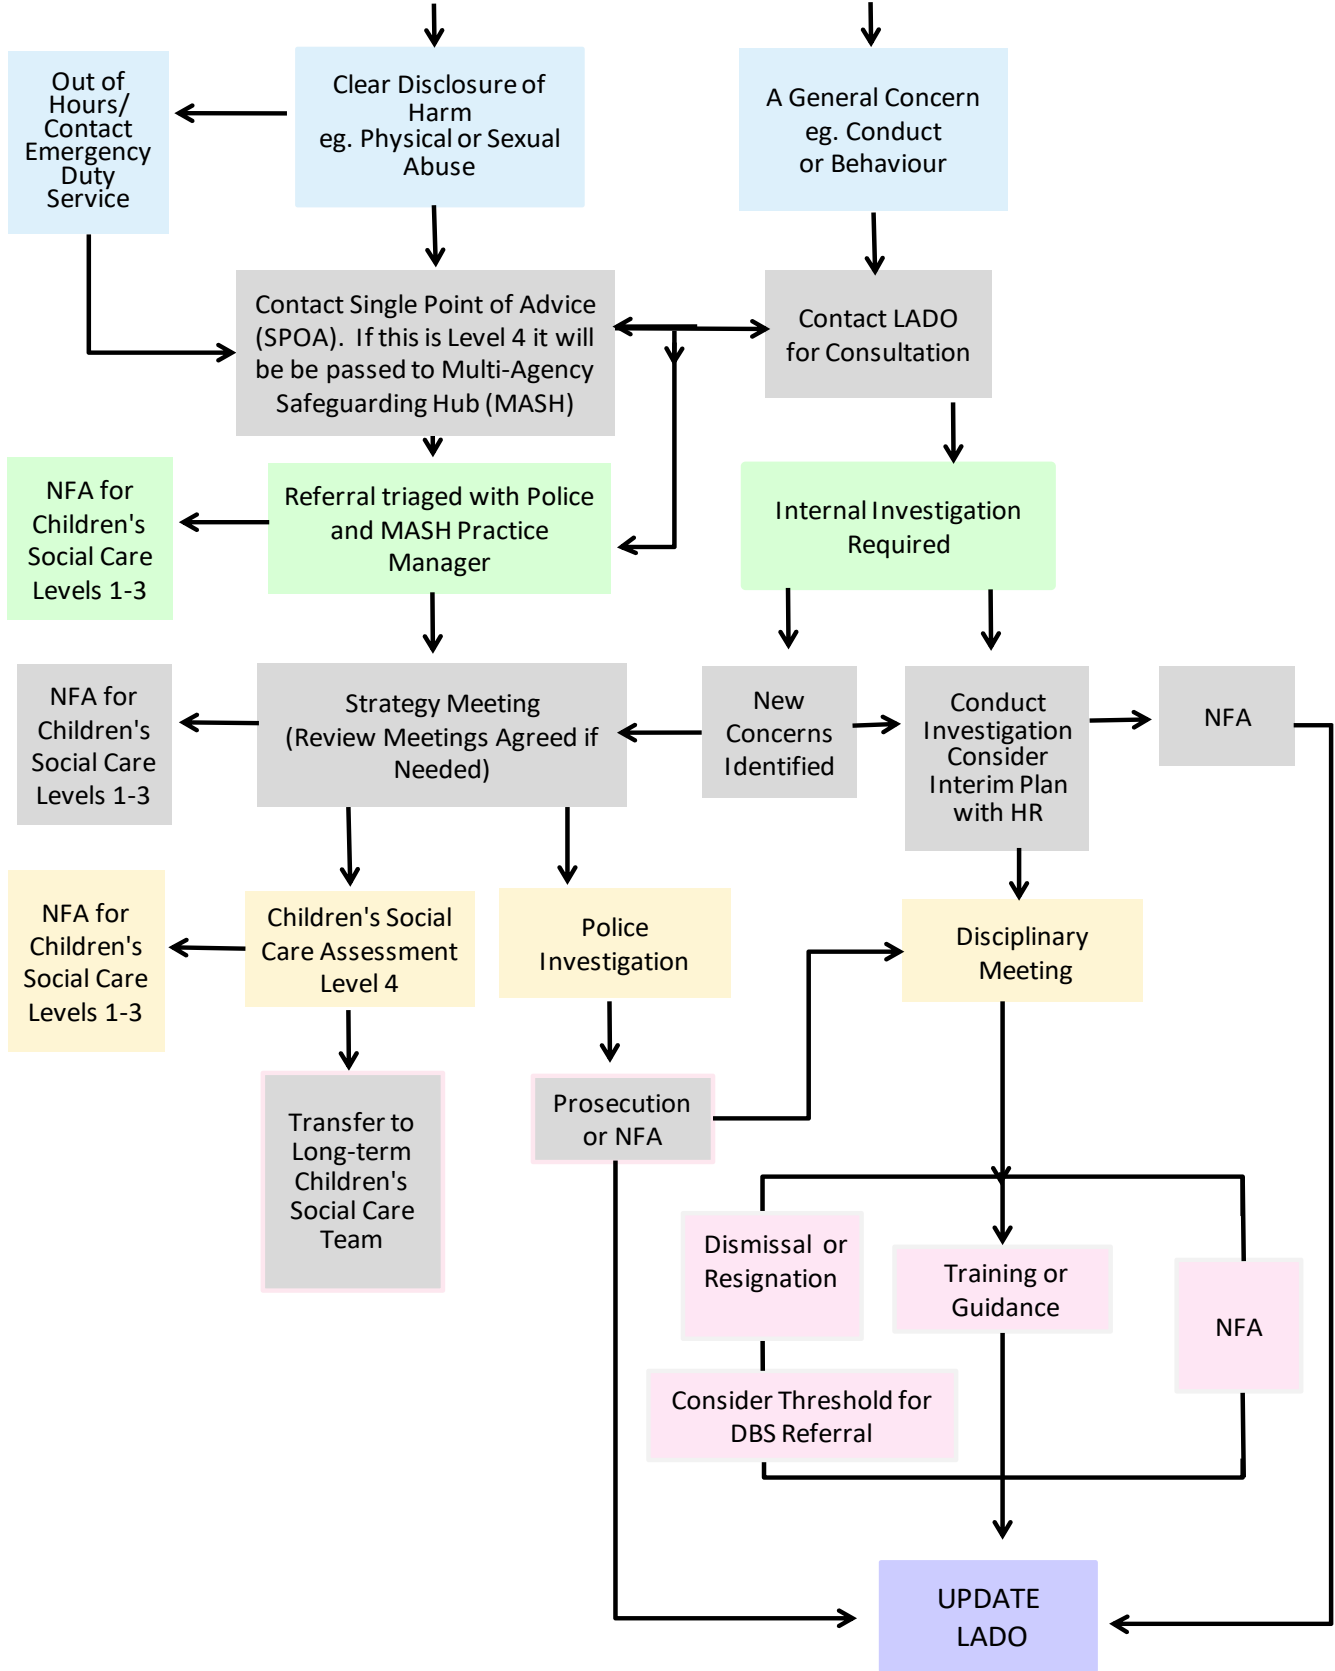 Out of
Hours/
Contact
Emergency
Duty
Service
Clear Disclosure of
Harm
eg. Physical or Sexual
Abuse
A General Concern
eg. Conduct
or Behaviour
Contact Single Point of Advice
(SPOA). If this is Level 4 it will
be be passed to Multi-Agency
Safeguarding Hub (MASH)
Contact LADO
for Consultation
NFA for
Children's
Social Care
Levels 1-3
Referral triaged with Police
and MASH Practice
Manager
Internal Investigation
Required
NFA for
Children's
Social Care
Levels 1-3
Strategy Meeting
(Review Meetings Agreed if
Needed)
New
Concerns
Identified
Conduct
Investigation
Consider
Interim Plan
with HR
NFA
NFA for
Children's
Social Care
Levels 1-3
Children's Social
Care Assessment
Level 4
Police
Investigation
Disciplinary
Meeting
Transfer to
Long-term
Children's
Social Care
Team
Prosecution
or NFA
Dismissal or
Resignation
Training or
Guidance
NFA
Consider Threshold for
DBS Referral
UPDATE
LADO